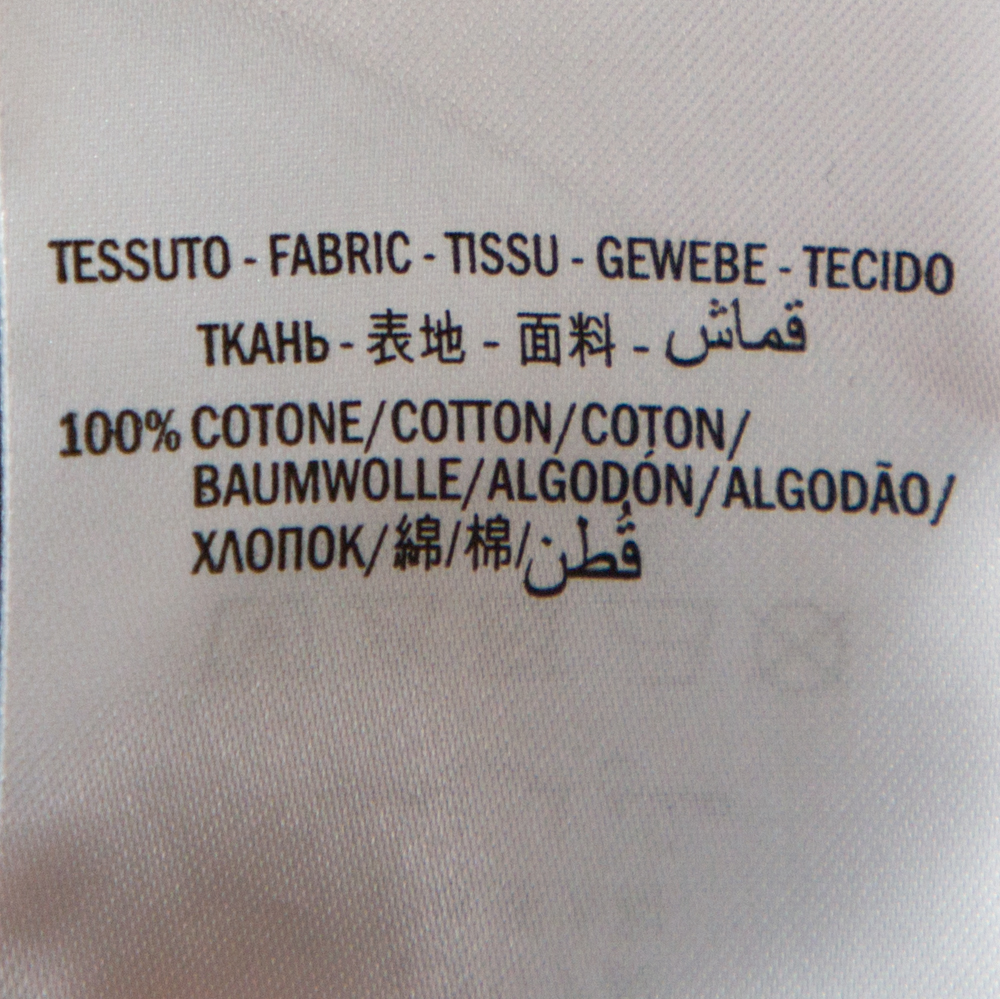 TESSUTO - FABRIC - TISSU - GEWEBE - TECIDO
ТКАНЬ - 表地 - 面料 - قماش
100% COTONE/COTTON/COTON/
BAUMWOLLE/ALGODÓN/ALGODÃO/
ХЛОПОК/綿/棉/قُطن